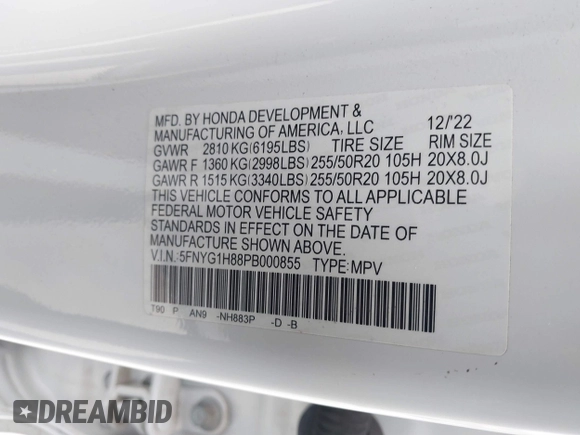 MFD. BY HONDA DEVELOPMENT &
MANUFACTURING OF AMERICA, LLC 12/'22
GVWR 2810 KG(6195LBS) TIRE SIZE RIM SIZE
GAWR F 1360 KG(2998LBS) 255/50R20 105H 20X8.0J
GAWR R 1515 KG(3340LBS) 255/50R20 105H 20X8.0J
THIS VEHICLE CONFORMS TO ALL APPLICABLE
FEDERAL MOTOR VEHICLE SAFETY
STANDARDS IN EFFECT ON THE DATE OF
MANUFACTURE SHOWN ABOVE.
V.I.N.:5FNYG1H88PB000855 TYPE:MPV
T90 P AN9 -NH883P -D -B
DREAMBID